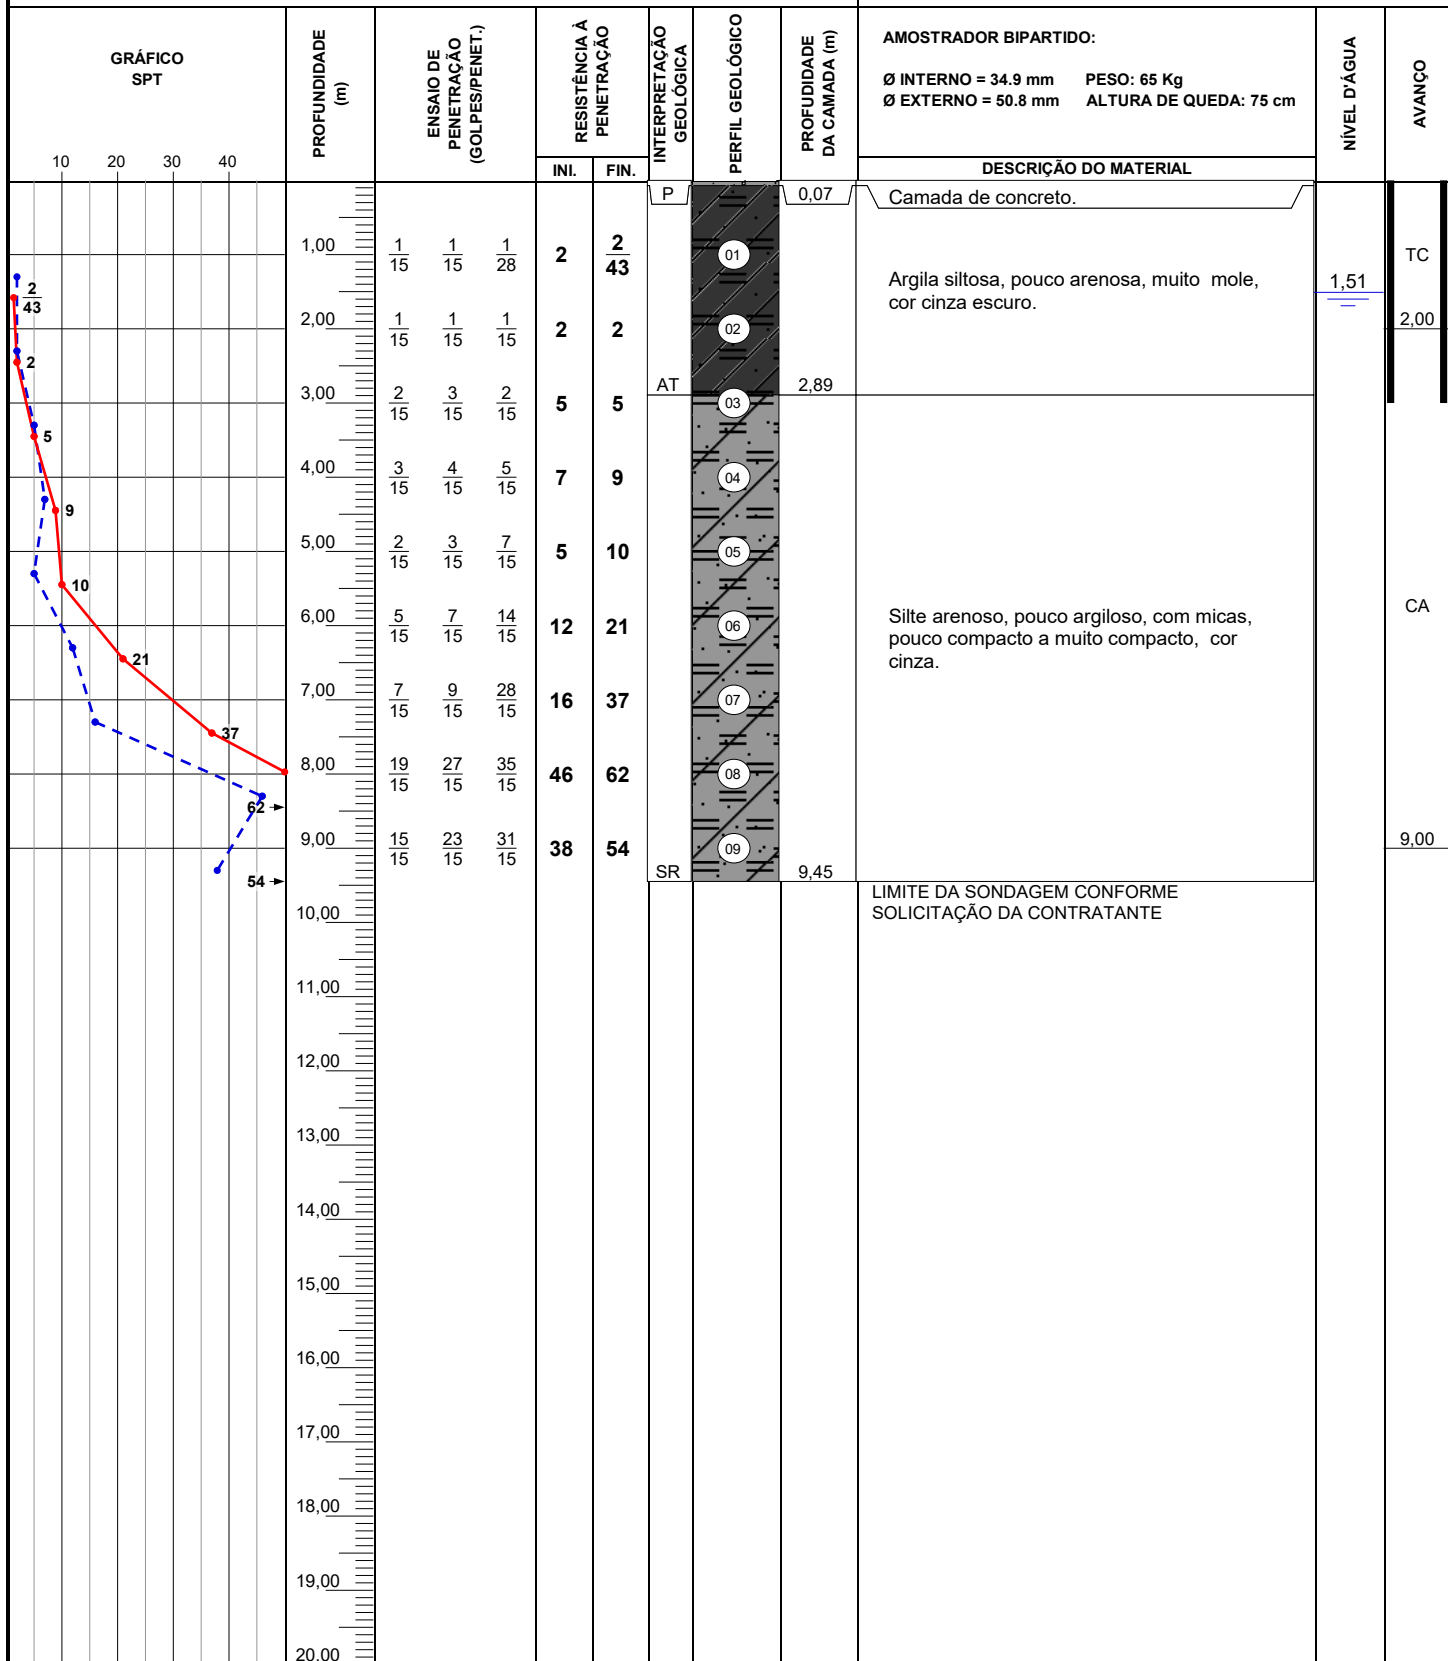 GRÁFICO
SPT
10 20 30 40
PROFUNDIDADE
(m)
ENSAIO DE
PENETRAÇÃO
(GOLPES/PENET.)
RESISTÊNCIA À
PENETRAÇÃO
INI. FIN.
INTERPRETAÇÃO
GEOLÓGICA
PERFIL GEOLÓGICO
PROFUDIDADE
DA CAMADA (m)
AMOSTRADOR BIPARTIDO:
Ø INTERNO = 34.9 mm PESO: 65 Kg
Ø EXTERNO = 50.8 mm ALTURA DE QUEDA: 75 cm
DESCRIÇÃO DO MATERIAL
NÍVEL D'ÁGUA
AVANÇO
P 0,07 Camada de concreto.
1,00 1/15 1/15 1/28 2 2/43 01
TC
Argila siltosa, pouco arenosa, muito mole,
cor cinza escuro.
1,51
2/43
2,00 1/15 1/15 1/15 2 2 02 2,00
2
AT 2,89
3,00 2/15 3/15 2/15 5 5 03
5
4,00 3/15 4/15 5/15 7 9 04
9
5,00 2/15 3/15 7/15 5 10 05
10
6,00 5/15 7/15 14/15 12 21 06
CA
Silte arenoso, pouco argiloso, com micas,
pouco compacto a muito compacto, cor
cinza.
21
7,00 7/15 9/15 28/15 16 37 07
37
8,00 19/15 27/15 35/15 46 62 08
62
9,00 15/15 23/15 31/15 38 54 09 9,00
54
SR 9,45
LIMITE DA SONDAGEM CONFORME
SOLICITAÇÃO DA CONTRATANTE
10,00
11,00
12,00
13,00
14,00
15,00
16,00
17,00
18,00
19,00
20,00